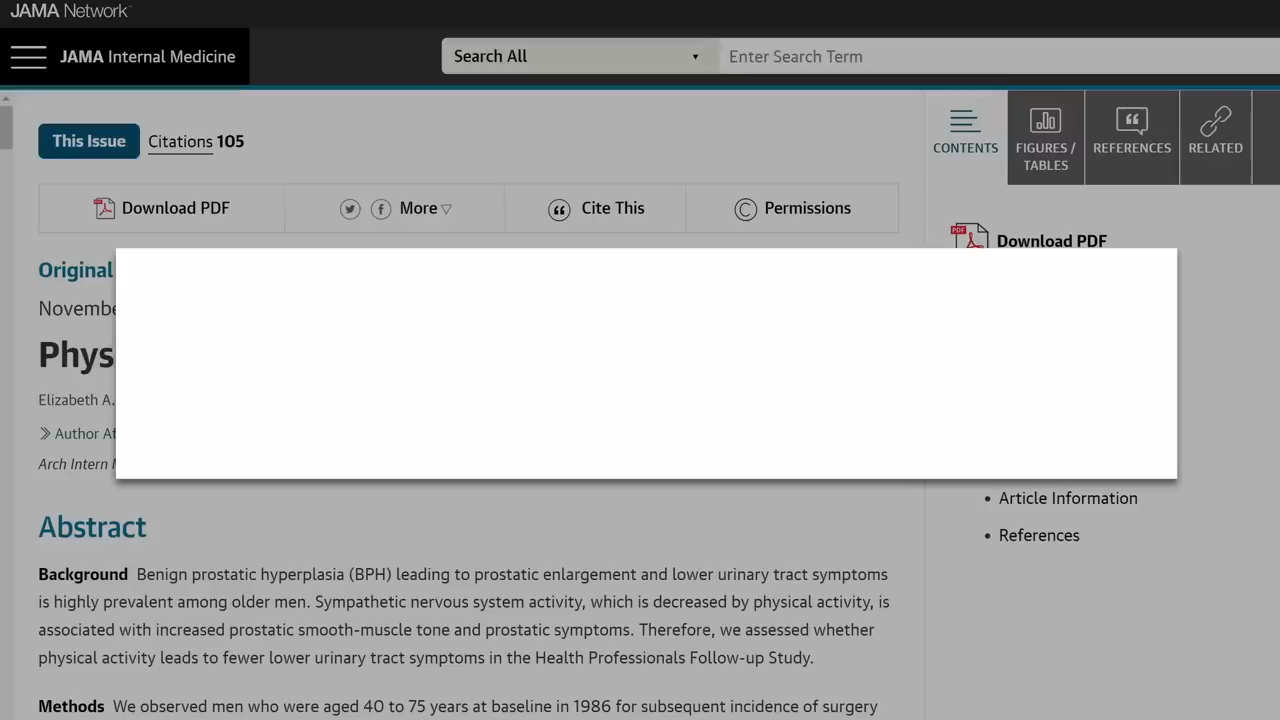 JAMA Network
JAMA Internal Medicine
Search All
Enter Search Term
This Issue
Citations 105
CONTENTS
FIGURES /
TABLES
REFERENCES
RELATED
Download PDF
More
Cite This
Permissions
PDF
Download PDF
Original
Novembe
Phys
Elizabeth A.
Author Af
Arch Intern
Article Information
References
Abstract
Background Benign prostatic hyperplasia (BPH) leading to prostatic enlargement and lower urinary tract symptoms
is highly prevalent among older men. Sympathetic nervous system activity, which is decreased by physical activity, is
associated with increased prostatic smooth-muscle tone and prostatic symptoms. Therefore, we assessed whether
physical activity leads to fewer lower urinary tract symptoms in the Health Professionals Follow-up Study.
Methods We observed men who were aged 40 to 75 years at baseline in 1986 for subsequent incidence of surgery